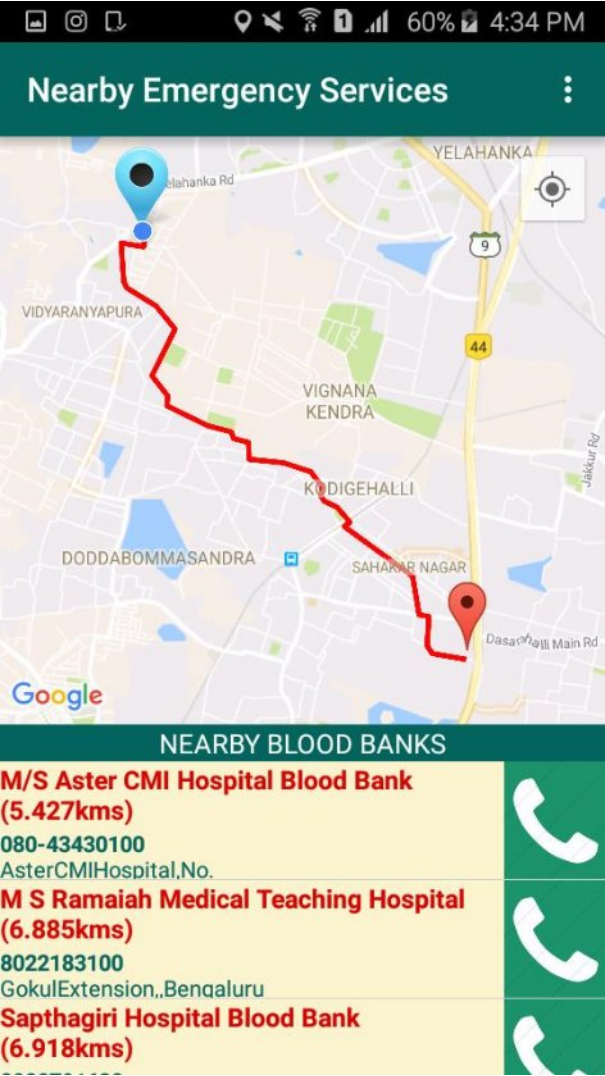 60% 4:34 PM
Nearby Emergency Services
YELAHANKA
elahanka Rd
9
VIDYARANYAPURA
44
VIGNANA
KENDRA
Jakkur Rd
KODIGEHALLI
DODDABOMMASANDRA
SAHAKAR NAGAR
Dasarahalli Main Rd
Google
NEARBY BLOOD BANKS
M/S Aster CMI Hospital Blood Bank
(5.427kms)
080-43430100
AsterCMIHospital,No.
M S Ramaiah Medical Teaching Hospital
(6.885kms)
8022183100
GokulExtension,,Bengaluru
Sapthagiri Hospital Blood Bank
(6.918kms)